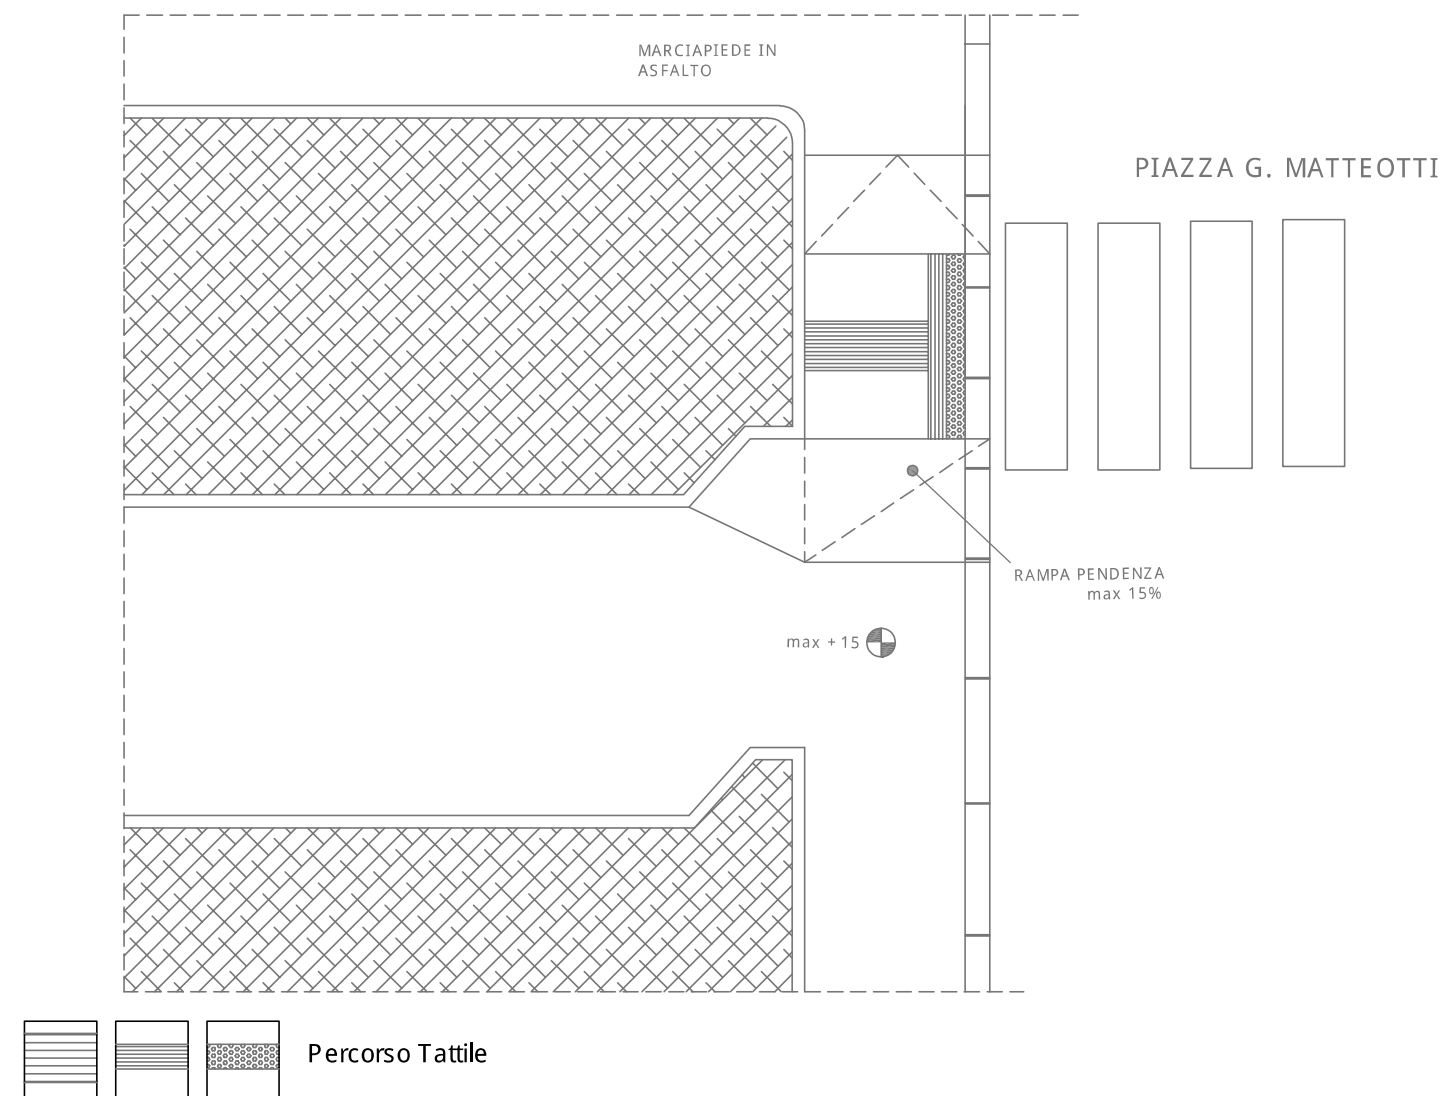 MARCIAPIEDE IN
ASFALTO
PIAZZA G. MATTEOTTI
RAMPA PENDENZA
max 15%
max +15
Percorso Tattile